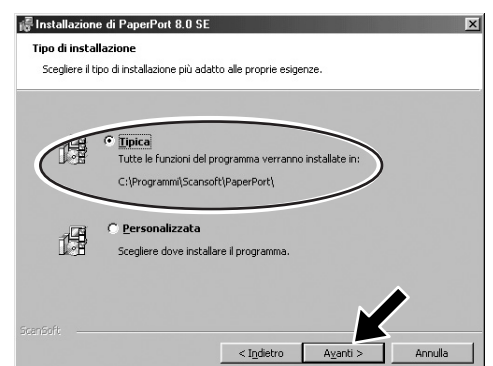 Installazione di PaperPort 8.0 SE
Tipo di installazione
Scegliere il tipo di installazione più adatto alle proprie esigenze.
Tipica
Tutte le funzioni del programma verranno installate in:
C:\Programmi\Scansoft\PaperPort\
Personalizzata
Scegliere dove installare il programma.
ScanSoft
< Indietro Avanti > Annulla